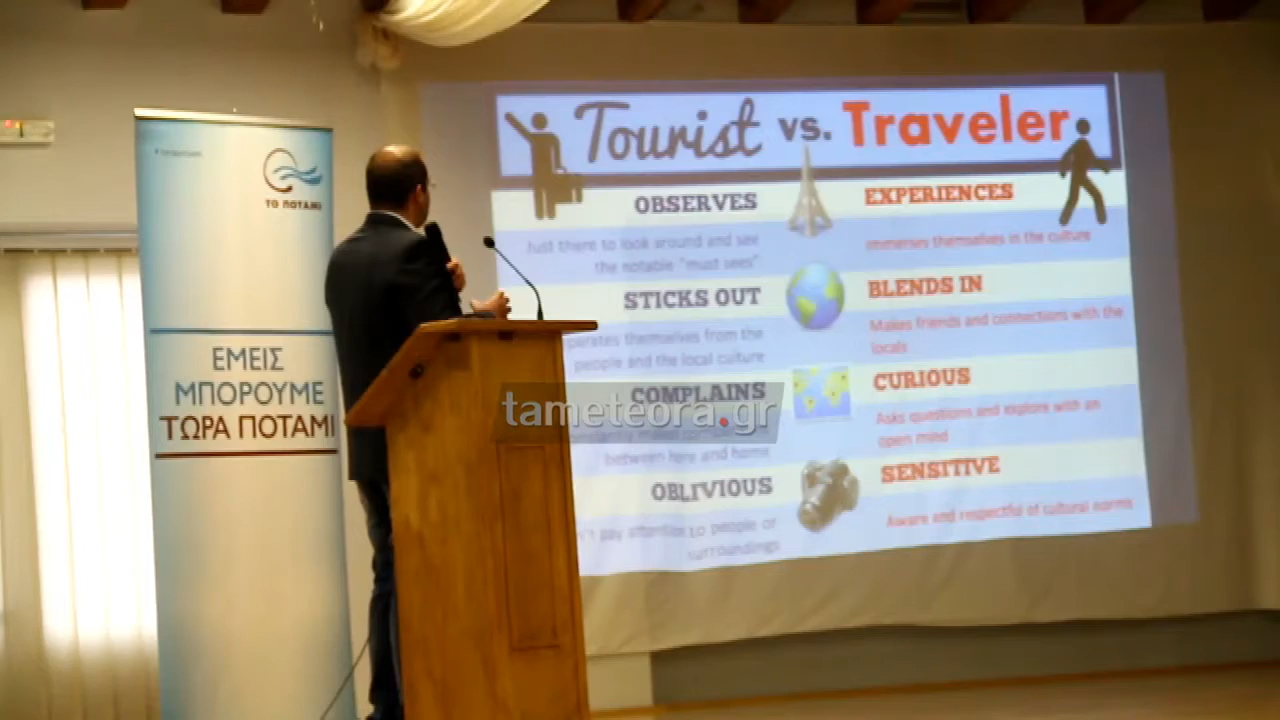 ΤΟ ΠΟΤΑΜΙ
ΕΜΕΙΣ
ΜΠΟΡΟΥΜΕ
ΤΩΡΑ ΠΟΤΑΜΙ
Tourist vs. Traveler
OBSERVES
Just there to look around and see
the notable "must sees"
STICKS OUT
themselves from the
people and the local culture
COMPLAINS
between here and home
OBLIVIOUS
pay attention to people or
surroundings
EXPERIENCES
Immerses themselves in the culture
BLENDS IN
Makes friends and connections with the
locals
CURIOUS
Asks questions and explore with an
open mind
SENSITIVE
Aware and respectful of cultural norms
tameteora.gr